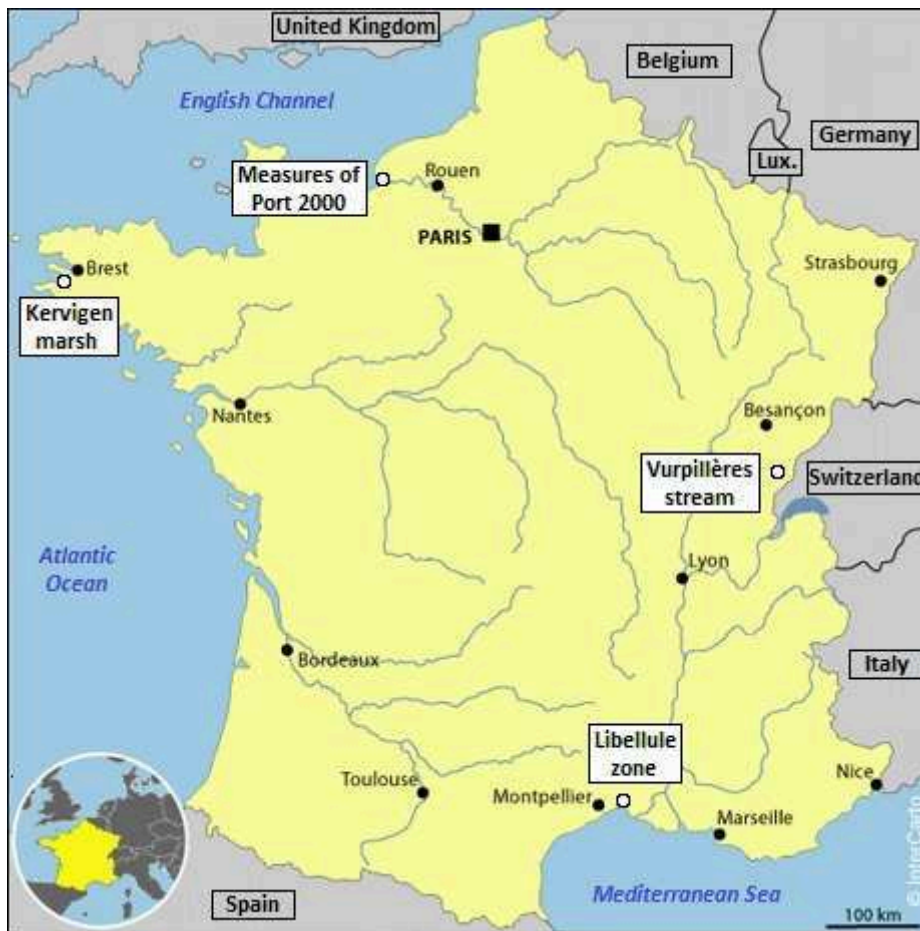 United Kingdom
Belgium
English Channel
Germany
Lux.
Measures of
Port 2000
Rouen
PARIS
Strasbourg
Brest
Kervigen
marsh
Nantes
Besançon
Vurpillères
stream
Switzerland
Atlantic
Ocean
Lyon
Bordeaux
Italy
Libellule
zone
Toulouse
Montpellier
Nice
Marseille
Spain
Mediterranean Sea
100 km